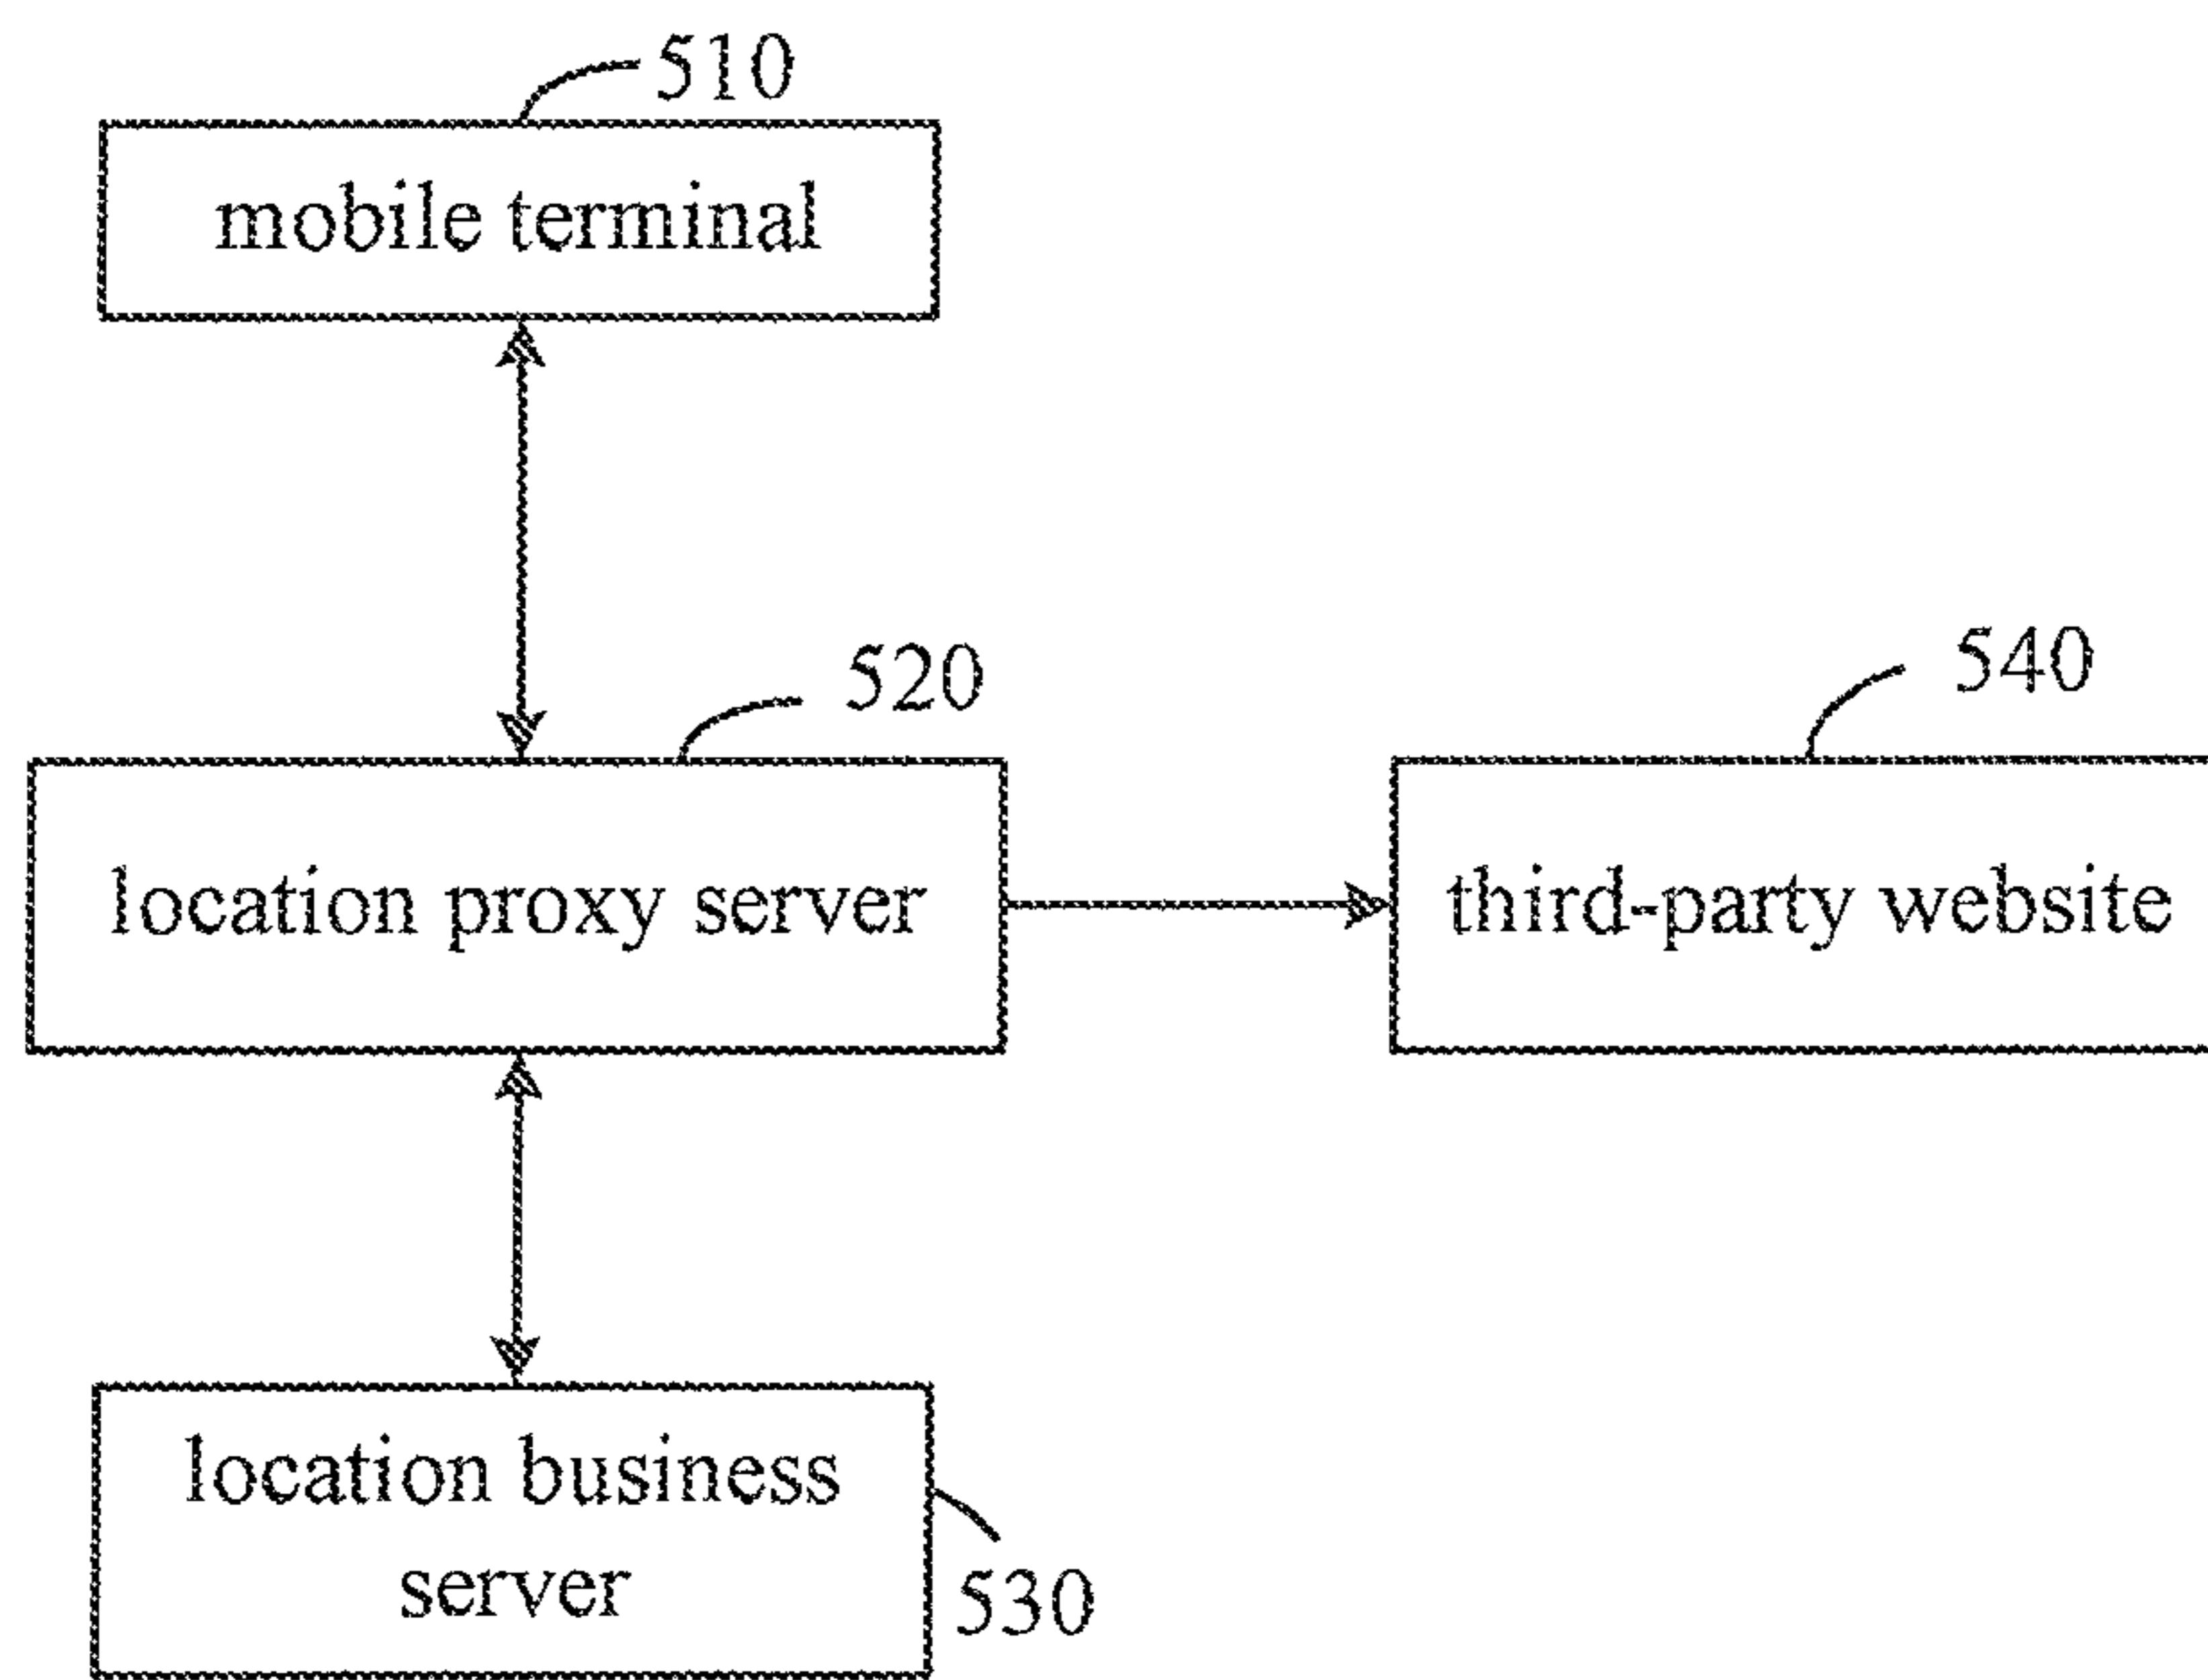 510
mobile terminal
520
540
location proxy server
third-party website
location business
server
530